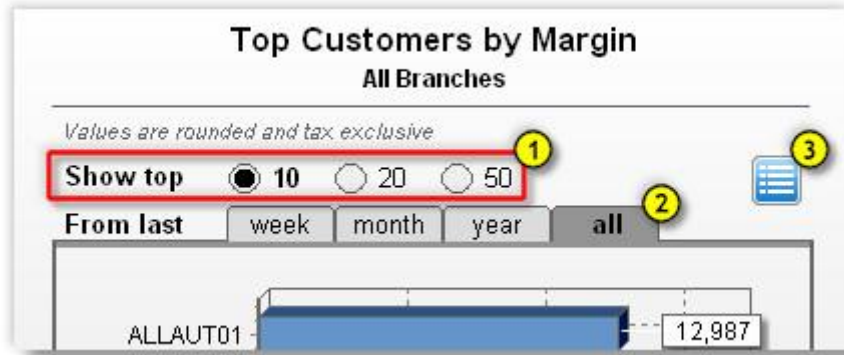 Top Customers by Margin
All Branches
Values are rounded and tax exclusive
1
3
Show top 10 20 50
2
From last week month year all
ALLAUT01 12,987